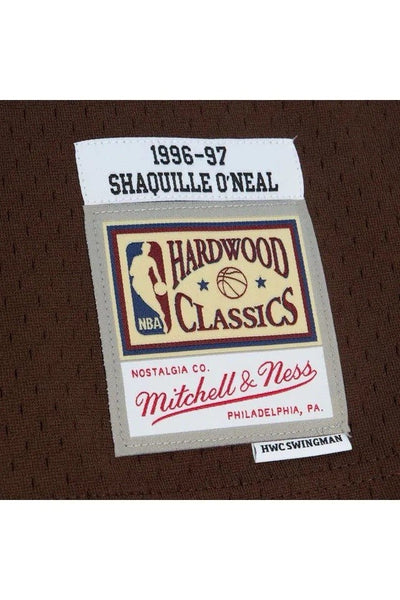 1996-97
SHAQUILLE O'NEAL
HARDWOOD
NBA
CLASSICS
NOSTALGIA CO.
Mitchell & Ness
PHILADELPHIA, PA.
HWC SWINGMAN